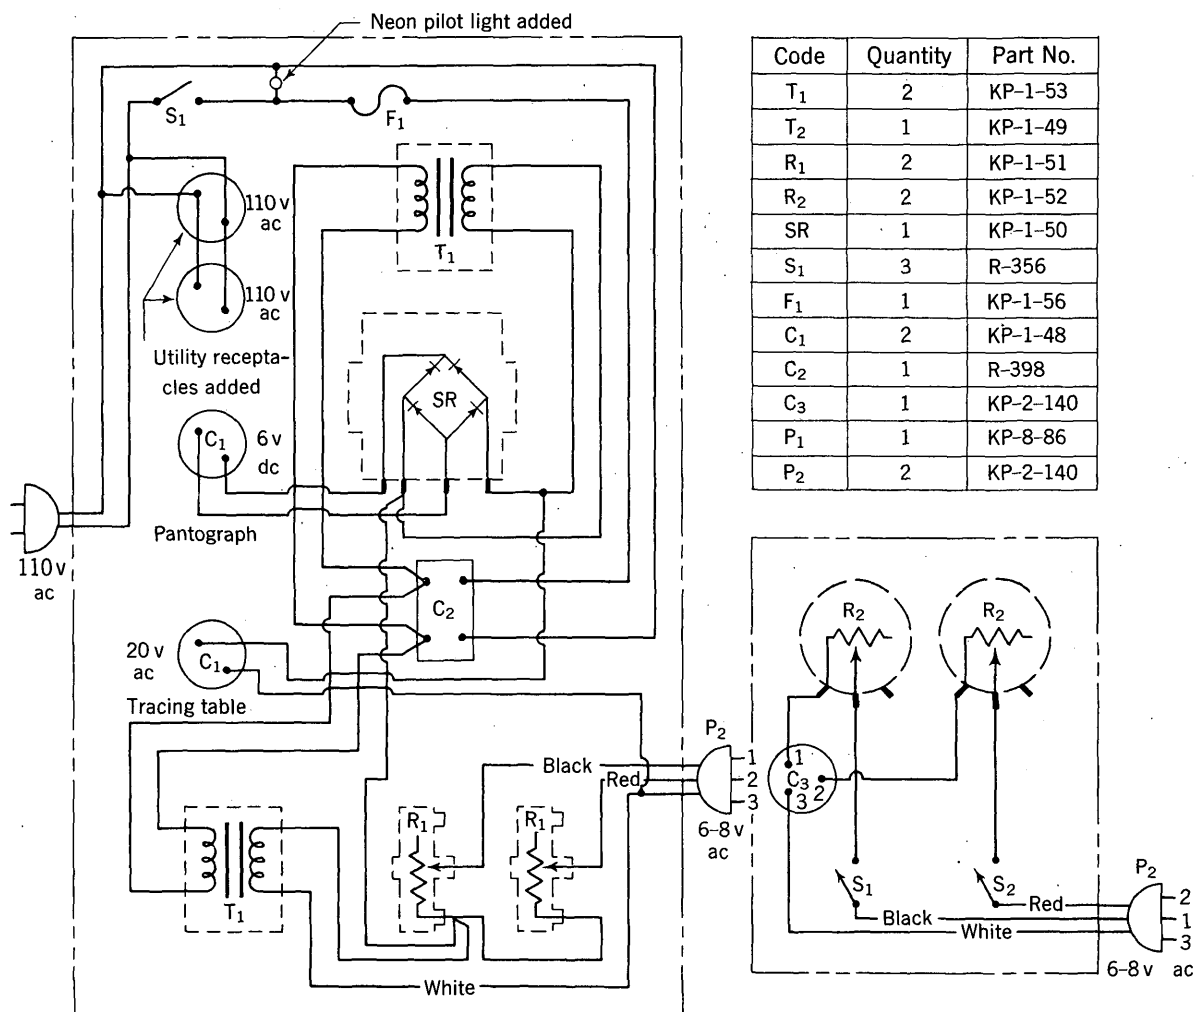 Neon pilot light added
S1
F1
110 v
ac
110 v
ac
Utility recepta-
cles added
T1
SR
C1
6 v
dc
Pantograph
110 v
ac
C2
20 v
ac
C1
Tracing table
T1
R1
R1
Black
Red
White
P2
1
2
3
6–8 v
ac
Code Quantity Part No.
T1 2 KP–1–53
T2 1 KP–1–49
R1 2 KP–1–51
R2 2 KP–1–52
SR 1 KP–1–50
S1 3 R–356
F1 1 KP–1–56
C1 2 KP–1–48
C2 1 R–398
C3 1 KP–2–140
P1 1 KP–8–86
P2 2 KP–2–140
R2
R2
1
C3
2
3
S1
S2
Red
Black
White
P2
2
1
3
6–8 v ac